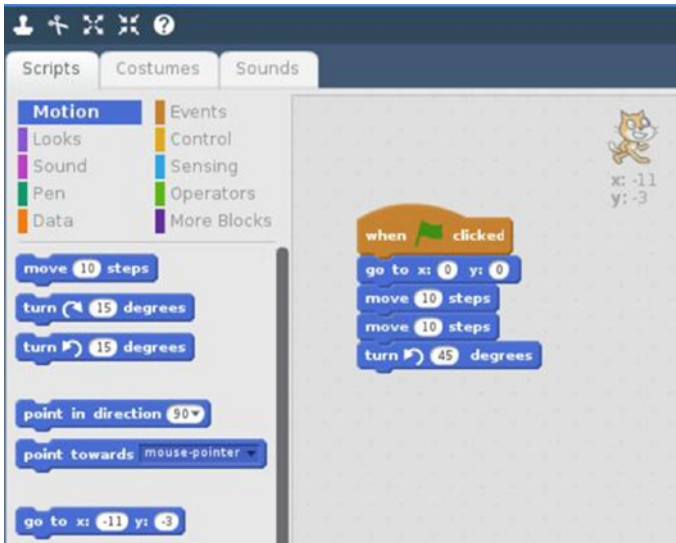 Scripts Costumes Sounds
Motion Events
Looks Control
Sound Sensing
Pen Operators
Data More Blocks
move 10 steps
turn 15 degrees
turn 15 degrees
point in direction 90
point towards mouse-pointer
go to x: -11 y: -3
x: -11
y: -3
when clicked
go to x: 0 y: 0
move 10 steps
move 10 steps
turn 45 degrees